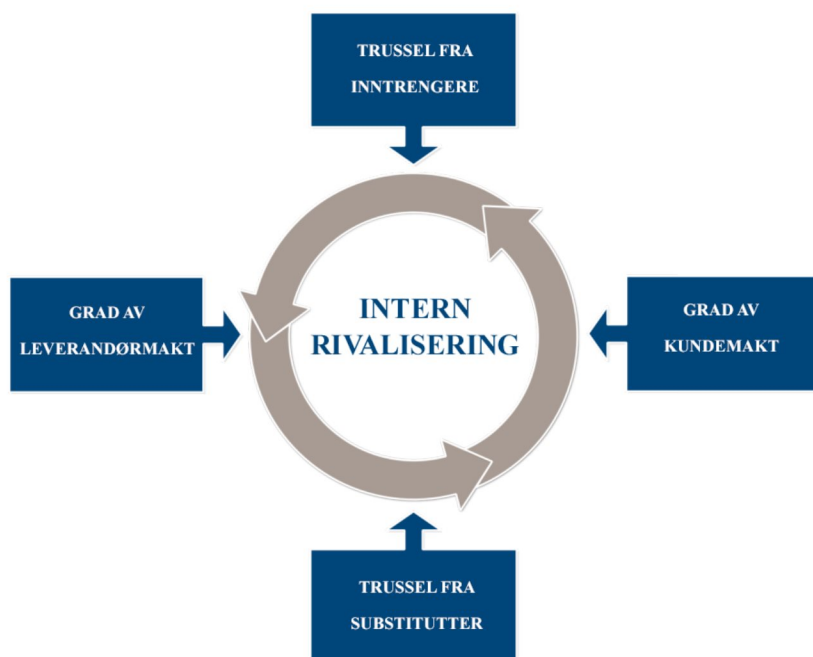 TRUSSEL FRA
INNTRENGERE
GRAD AV
LEVERANDØRMAKT
INTERN
RIVALISERING
GRAD AV
KUNDEMAKT
TRUSSEL FRA
SUBSTITUTTER